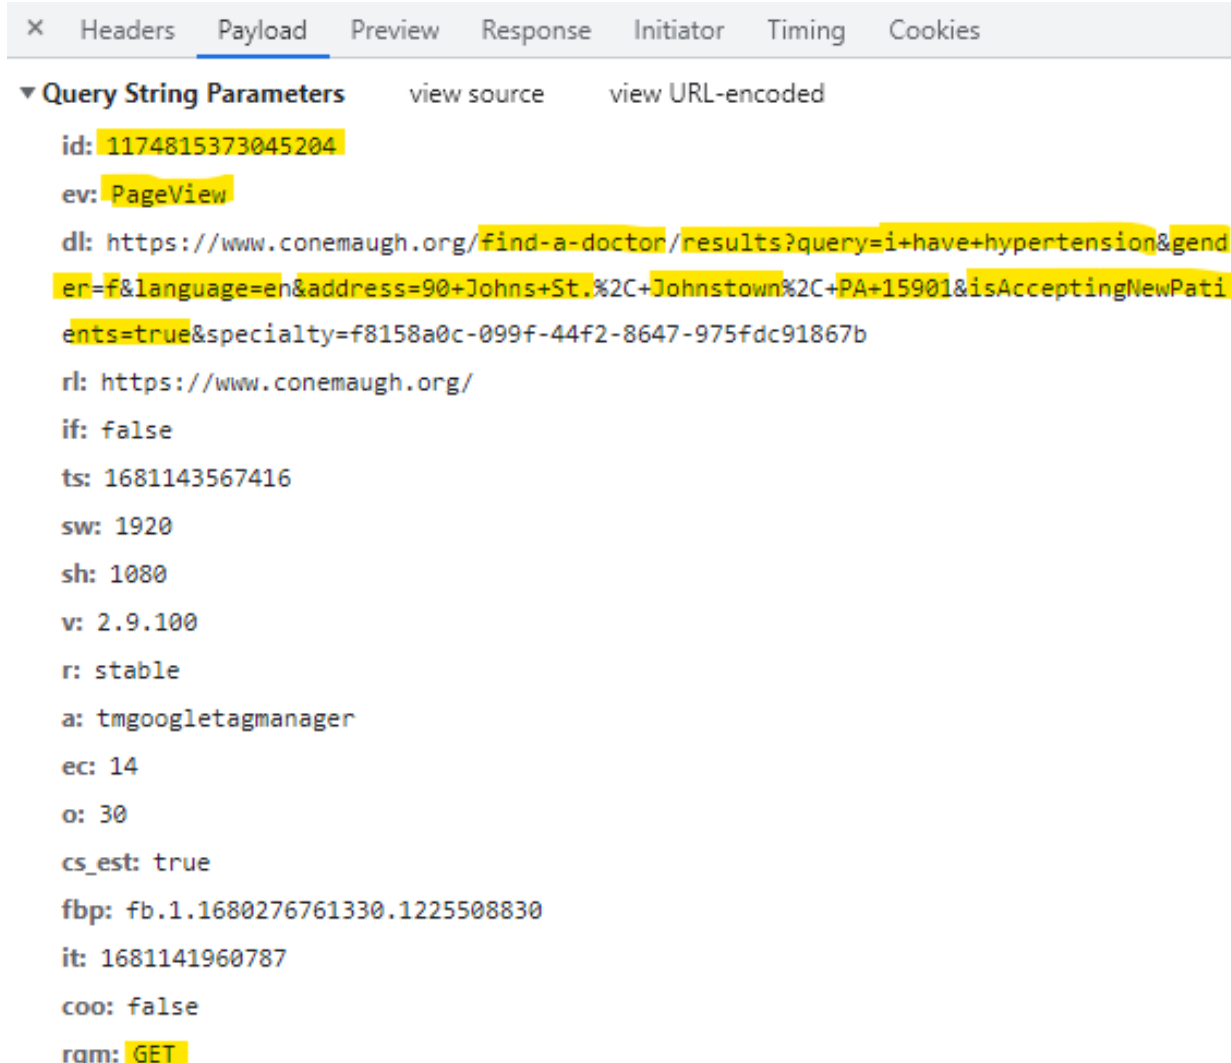 × Headers Payload Preview Response Initiator Timing Cookies
▼ Query String Parameters view source view URL-encoded
id: 1174815373045204
ev: PageView
dl: https://www.conemaugh.org/find-a-doctor/results?query=i+have+hypertension&gend
er=f&language=en&address=90+Johns+St.%2C+Johnstown%2C+PA+15901&isAcceptingNewPati
ents=true&specialty=f8158a0c-099f-44f2-8647-975fdc91867b
rl: https://www.conemaugh.org/
if: false
ts: 1681143567416
sw: 1920
sh: 1080
v: 2.9.100
r: stable
a: tmgoogletagmanager
ec: 14
o: 30
cs_est: true
fbp: fb.1.1680276761330.1225508830
it: 1681141960787
coo: false
rqm: GET